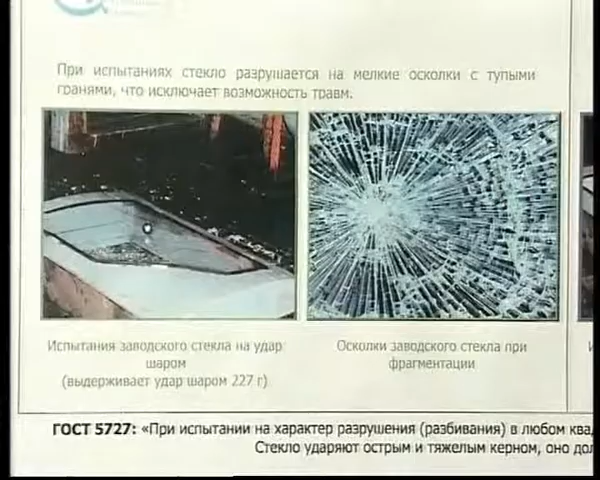 При испытаниях стекло разрушается на мелкие осколки с тупыми
гранями, что исключает возможность травм.
Испытания заводского стекла на удар
шаром
(выдерживает удар шаром 227 г)
Осколки заводского стекла при
фрагментации
ГОСТ 5727: «При испытании на характер разрушения (разбивания) в любом
Стекло ударяют острым и тяжелым керном, оно